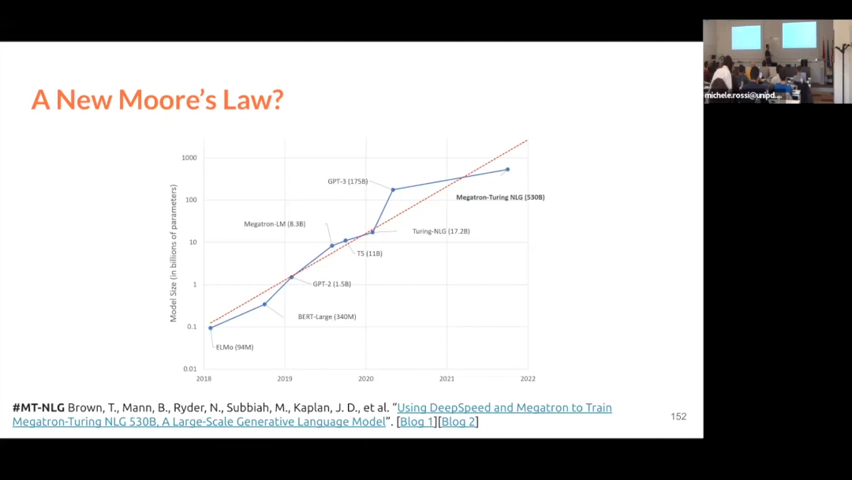 A New Moore's Law?
michele.rossi@unipd...
Model Size (in billions of parameters)
1000
100
10
1
0.1
0.01
GPT-3 (175B)
Megatron-Turing NLG (530B)
Megatron-LM (8.3B)
Turing-NLG (17.2B)
T5 (11B)
GPT-2 (1.5B)
BERT-Large (340M)
ELMo (94M)
2018 2019 2020 2021 2022
#MT-NLG Brown, T., Mann, B., Ryder, N., Subbiah, M., Kaplan, J. D., et al. "Using DeepSpeed and Megatron to Train
Megatron-Turing NLG 530B, A Large-Scale Generative Language Model". [Blog 1][Blog 2]
152